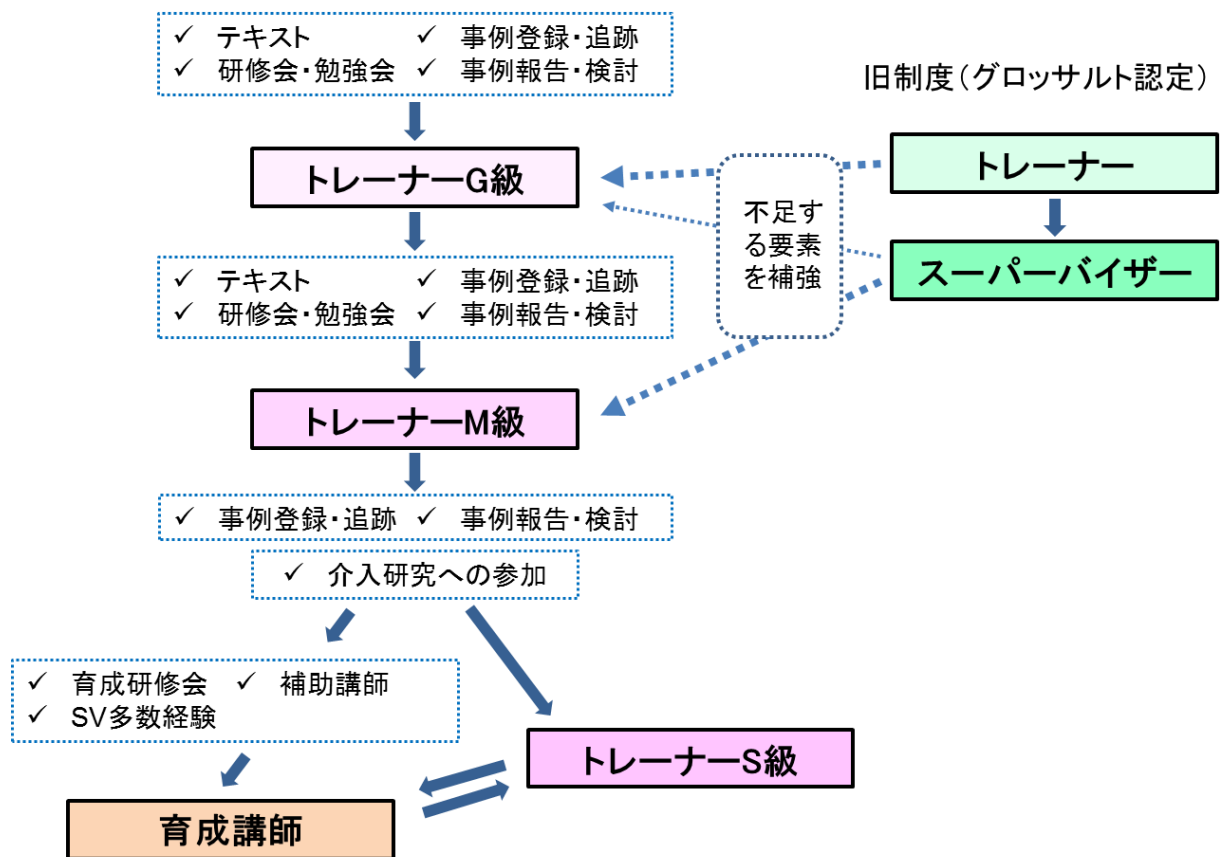 ✓ テキスト ✓ 事例登録・追跡
✓ 研修会・勉強会 ✓ 事例報告・検討
旧制度(グロッサルト認定)
トレーナーG級
トレーナー
不足す
る要素
を補強
スーパーバイザー
✓ テキスト ✓ 事例登録・追跡
✓ 研修会・勉強会 ✓ 事例報告・検討
トレーナーM級
✓ 事例登録・追跡 ✓ 事例報告・検討
✓ 介入研究への参加
✓ 育成研修会 ✓ 補助講師
✓ SV多数経験
トレーナーS級
育成講師